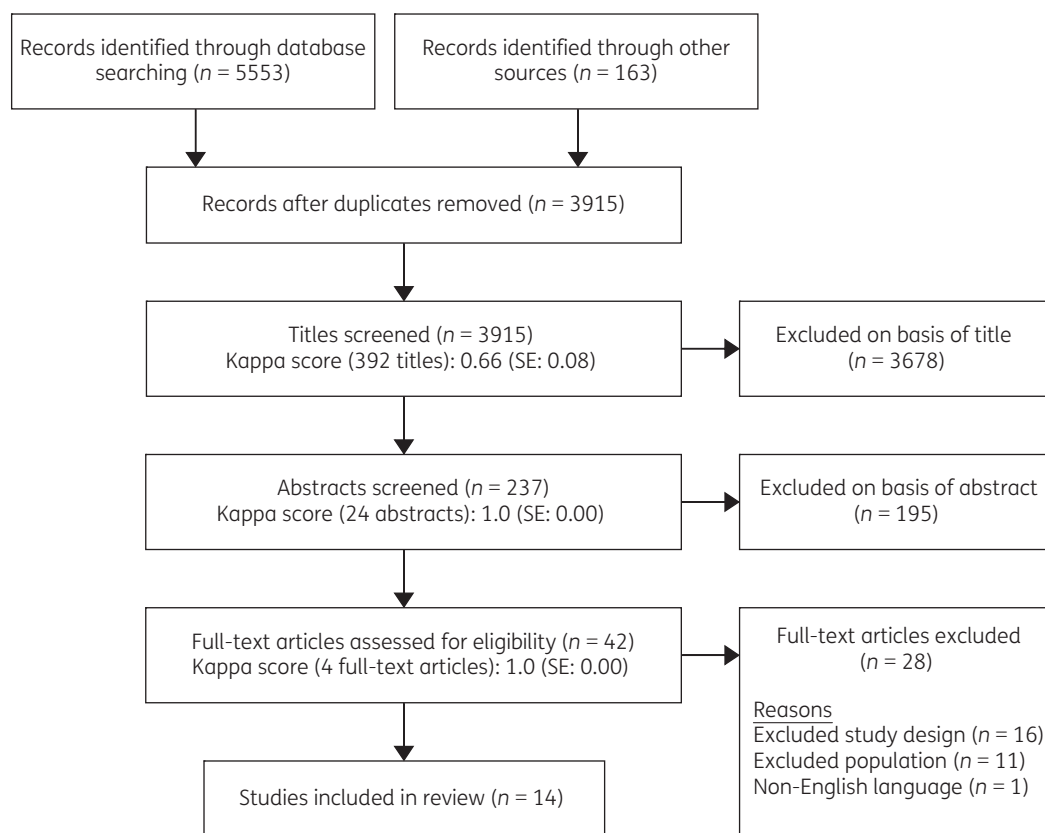 Records identified through database
searching (n = 5553)
Records identified through other
sources (n = 163)
Records after duplicates removed (n = 3915)
Titles screened (n = 3915)
Kappa score (392 titles): 0.66 (SE: 0.08)
Excluded on basis of title
(n = 3678)
Abstracts screened (n = 237)
Kappa score (24 abstracts): 1.0 (SE: 0.00)
Excluded on basis of abstract
(n = 195)
Full-text articles assessed for eligibility (n = 42)
Kappa score (4 full-text articles): 1.0 (SE: 0.00)
Full-text articles excluded
(n = 28)
Reasons
Excluded study design (n = 16)
Excluded population (n = 11)
Non-English language (n = 1)
Studies included in review (n = 14)